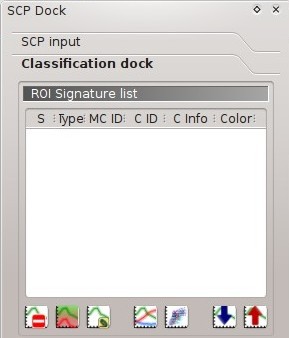 SCP Dock
SCP input
Classification dock
ROI Signature list
S Type MC ID C ID C Info Color